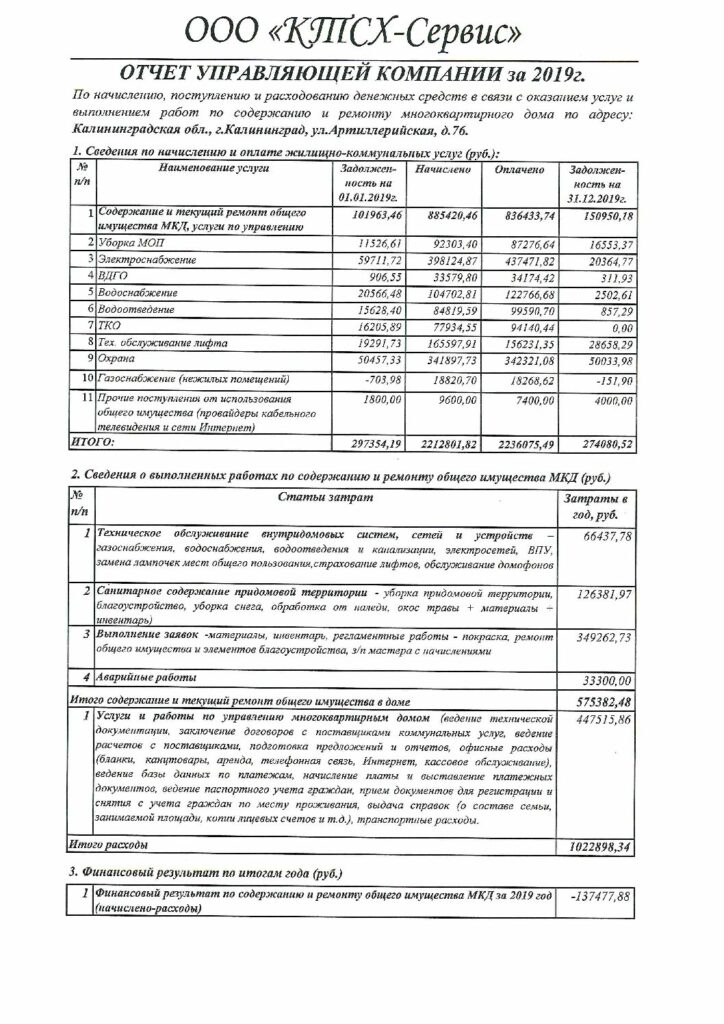 ООО «КТСХ-Сервис»
ОТЧЕТ УПРАВЛЯЮЩЕЙ КОМПАНИИ за 2019г.
По начислению, поступлению и расходованию денежных средств в связи с оказанием услуг и
выполнением работ по содержанию и ремонту многоквартирного дома по адресу:
Калининградская обл., г.Калининград, ул.Артиллерийская, д.76.
1. Сведения по начислению и оплате жилищно-коммунальных услуг (руб.):
№ п/п Наименование услуги Задолжен-ность на 01.01.2019г. Начислено Оплачено Задолжен-ность на 31.12.2019г.
1 Содержание и текущий ремонт общего 101963,46 885420,46 836433,74 150950,18
имущества МКД, услуги по управлению
2 Уборка МОП 11526,61 92303,40 87276,64 16553,37
3 Электроснабжение 59711,72 398124,87 437471,82 20364,77
4 ВДГО 906,55 33579,80 34174,42 311,93
5 Водоснабжение 20566,48 104702,81 122766,68 2502,61
6 Водоотведение 15628,40 84819,59 99590,70 857,29
7 ТКО 16205,89 77934,55 94140,44 0,00
8 Тех. обслуживание лифта 19291,73 165597,91 156231,35 28658,29
9 Охрана 50457,33 341897,73 342321,08 50033,98
10 Газоснабжение (нежилых помещений) -703,98 18820,70 18268,62 -151,90
11 Прочие поступления от использования 1800,00 9600,00 7400,00 4000,00
общего имущества (провайдеры кабельного
телевидения и сети Интернет)
ИТОГО: 297354,19 2212801,82 2236075,49 274080,52
2. Сведения о выполненных работах по содержанию и ремонту общего имущества МКД (руб.)
№ п/п Статьи затрат Затраты в год, руб.
1 Техническое обслуживание внутридомовых систем, сетей и устройств – 66437,78
газоснабжения, водоснабжения, водоотведения и канализации, электросетей, ВПУ,
замена лампочек мест общего пользования,страхование лифтов, обслуживание домофонов
2 Санитарное содержание придомовой территории - уборка придомовой территории, 126381,97
благоустройство, уборка снега, обработка от наледи, окос травы + материалы +
инвентарь)
3 Выполнение заявок -материалы, инвентарь, регламентные работы - покраска, ремонт 349262,73
общего имущества и элементов благоустройства, з/п мастера с начислениями
4 Аварийные работы 33300,00
Итого содержание и текущий ремонт общего имущества в доме 575382,48
1 Услуги и работы по управлению многоквартирным домом (ведение технической 447515,86
документации, заключение договоров с поставщиками коммунальных услуг, ведение
расчетов с поставщиками, подготовка предложений и отчетов, офисные расходы
(бланки, канцтовары, аренда, телефонная связь, Интернет, кассовое обслуживание),
ведение базы данных по платежам, начисление платы и выставление платежных
документов, ведение паспортного учета граждан, прием документов для регистрации и
снятия с учета граждан по месту проживания, выдача справок (о составе семьи,
занимаемой площади, копии лицевых счетов и т.д.), транспортные расходы.
Итого расходы 1022898,34
3. Финансовый результат по итогам года (руб.)
1 Финансовый результат по содержанию и ремонту общего имущества МКД за 2019 год -137477,88
(начислено-расходы)